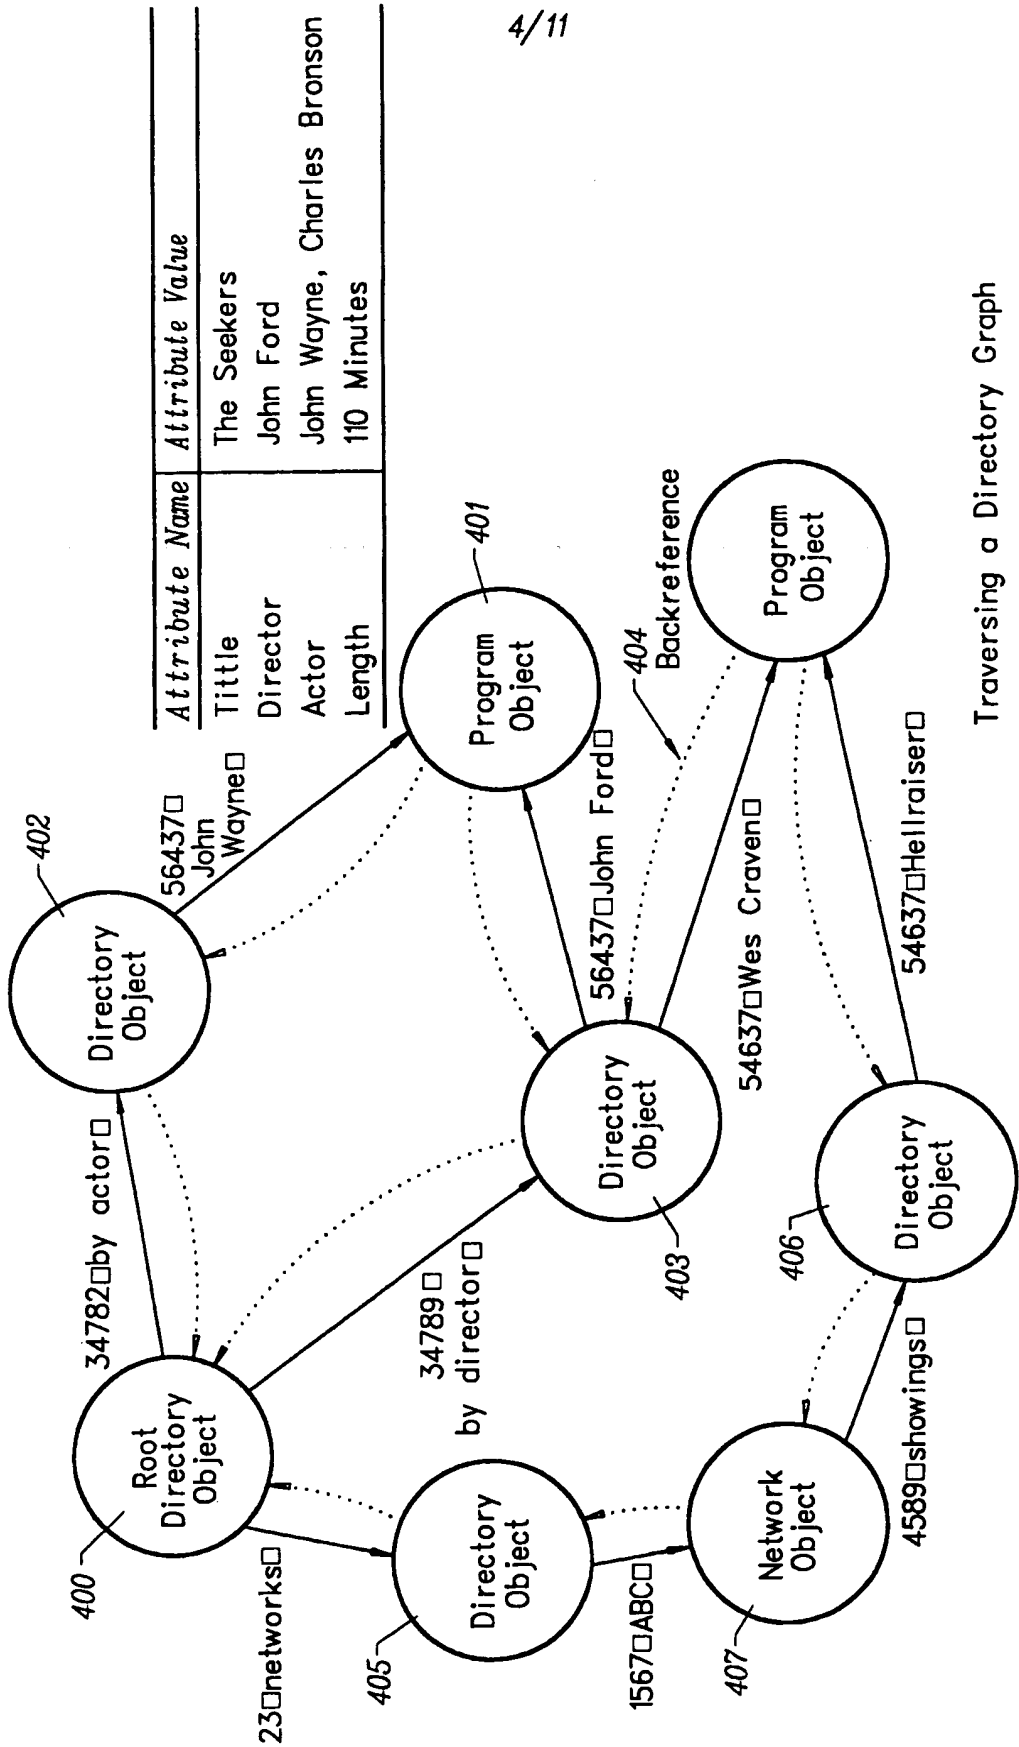 4/11
Attribute Name Attribute Value
Tittle The Seekers
Director John Ford
Actor John Wayne, Charles Bronson
Length 110 Minutes
402
Directory
Object
56437□
John
Wayne□
34782□by actor□
400
Root
Directory
Object
401
Program
Object
34789□
by director□
403
Directory
Object
56437□John Ford□
404
Backreference
23□networks□
405
Directory
Object
54637□Wes Craven□
Program
Object
1567□ABC□
407
Network
Object
406
Directory
Object
54637□Hellraiser□
4589□showings□
Traversing a Directory Graph